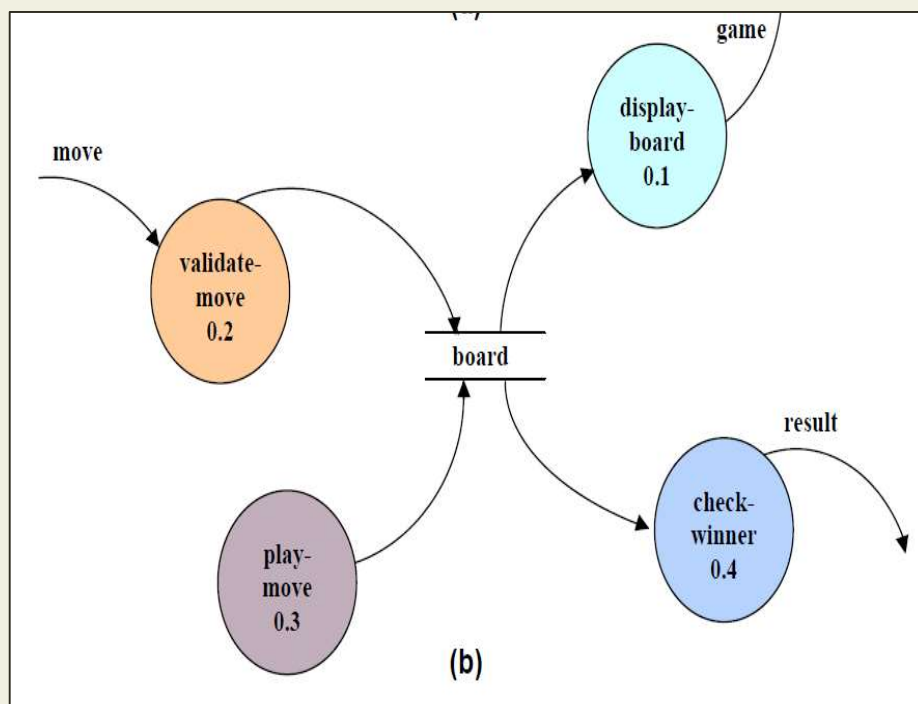 game
display-
board
0.1
move
validate-
move
0.2
board
result
check-
winner
0.4
play-
move
0.3
(b)